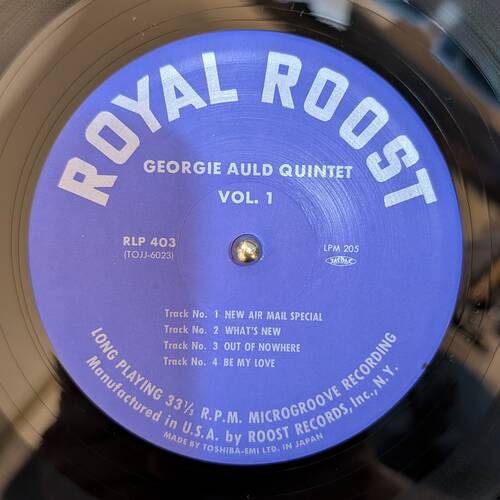 ROYAL ROOST
GEORGIE AULD QUINTET
VOL. 1
RLP 403
(TOJJ-6023)
LPM 205
Track No. 1 NEW AIR MAIL SPECIAL
Track No. 2 WHAT'S NEW
Track No. 3 OUT OF NOWHERE
Track No. 4 BE MY LOVE
LONG PLAYING 33⅓ R.P.M. MICROGROOVE RECORDING
Manufactured in U.S.A. by ROOST RECORDS, Inc., N.Y.
MADE BY TOSHIBA-EMI LTD. IN JAPAN